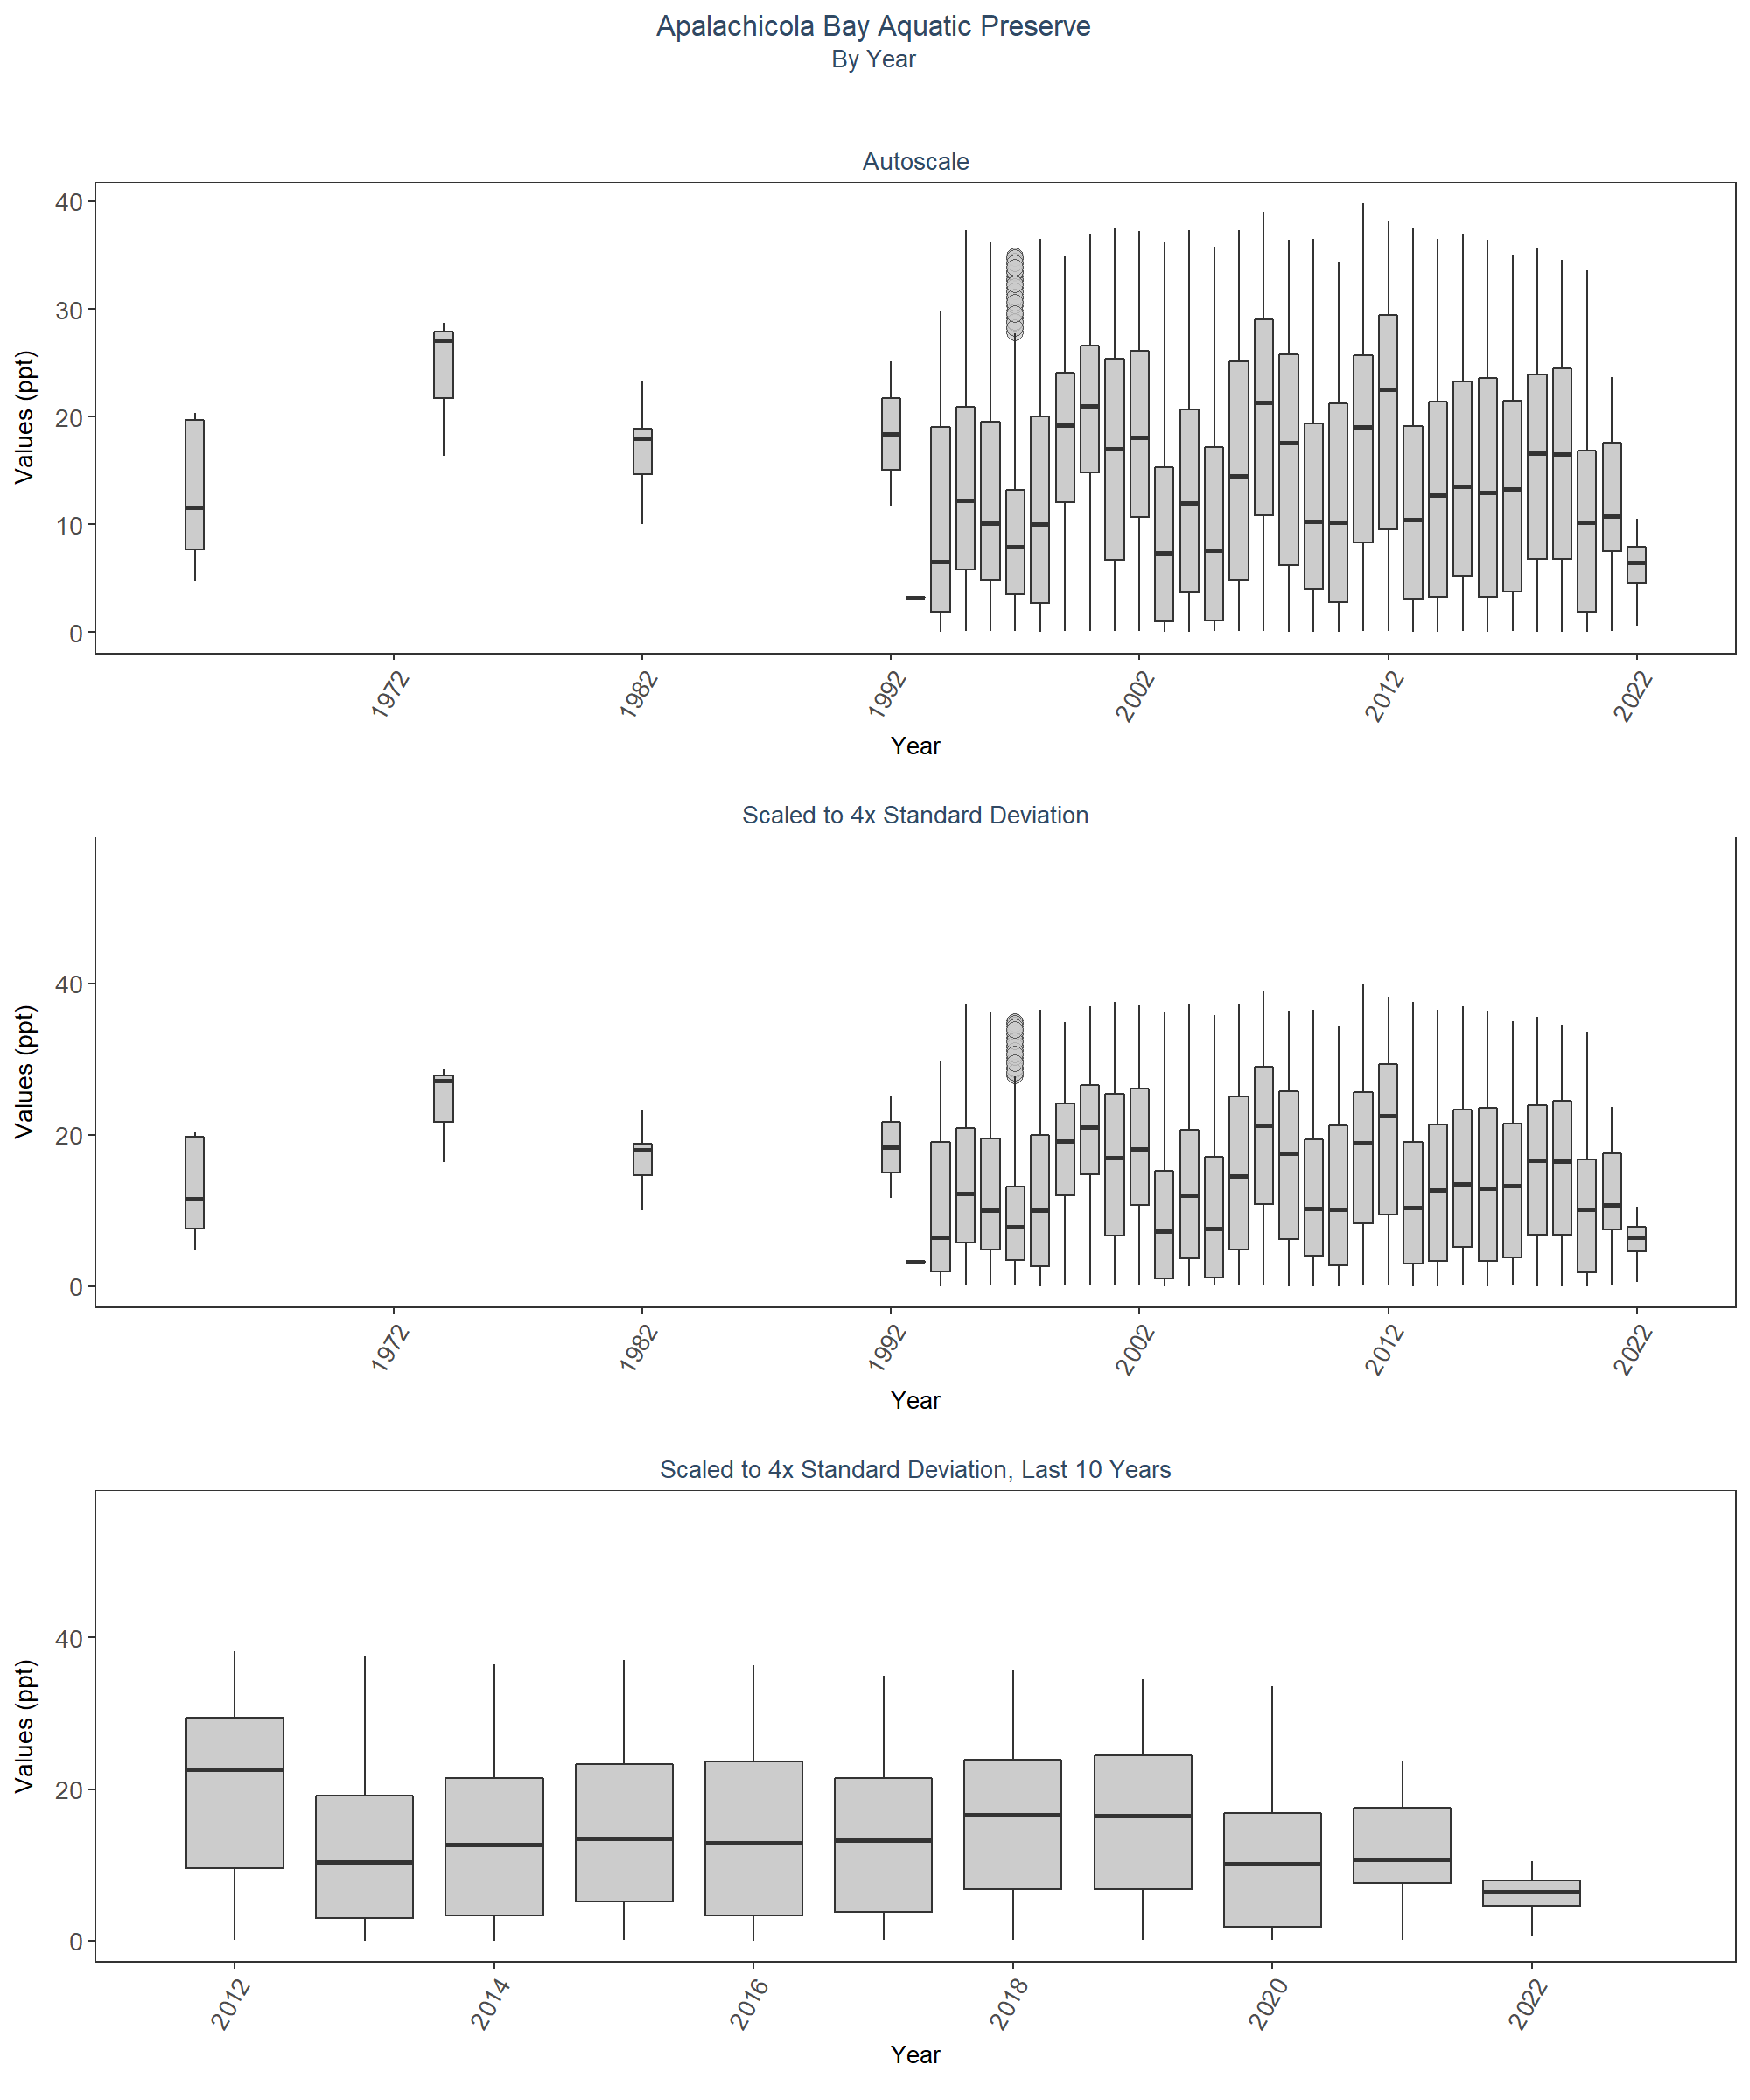 Apalachicola Bay Aquatic Preserve
By Year
Autoscale
40
30
20
10
0
Values (ppt)
1972 1982 1992 2002 2012 2022
Year
Scaled to 4x Standard Deviation
40
20
0
Values (ppt)
1972 1982 1992 2002 2012 2022
Year
Scaled to 4x Standard Deviation, Last 10 Years
40
20
0
Values (ppt)
2012 2014 2016 2018 2020 2022
Year